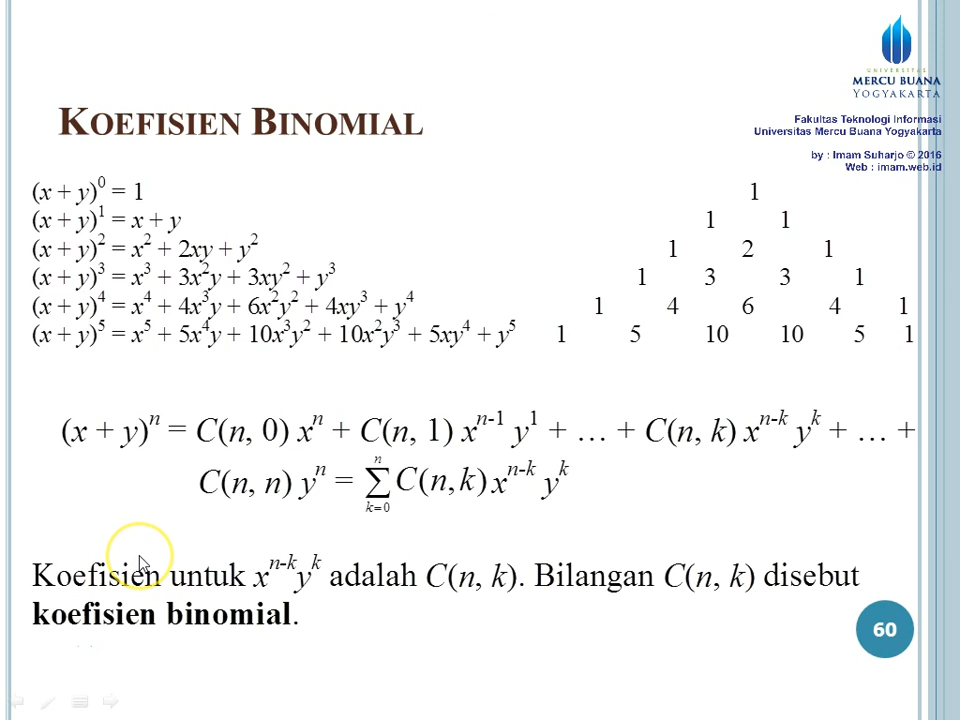 UNIVERSITAS
MERCU BUANA
YOGYAKARTA
Fakultas Teknologi Informasi
Universitas Mercu Buana Yogyakarta
by : Imam Suharjo © 2016
Web : imam.web.id
KOEFISIEN BINOMIAL
(x + y)⁰ = 1 1
(x + y)¹ = x + y 1 1
(x + y)² = x² + 2xy + y² 1 2 1
(x + y)³ = x³ + 3x²y + 3xy² + y³ 1 3 3 1
(x + y)⁴ = x⁴ + 4x³y + 6x²y² + 4xy³ + y⁴ 1 4 6 4 1
(x + y)⁵ = x⁵ + 5x⁴y + 10x³y² + 10x²y³ + 5xy⁴ + y⁵ 1 5 10 10 5 1
(x + y)ⁿ = C(n, 0) xⁿ + C(n, 1) xⁿ⁻¹ y¹ + … + C(n, k) xⁿ⁻ᵏ yᵏ + … +
C(n, n) yⁿ = ∑ₖ₌₀ⁿ C(n, k) xⁿ⁻ᵏ yᵏ
Koefisien untuk xⁿ⁻ᵏyᵏ adalah C(n, k). Bilangan C(n, k) disebut
koefisien binomial.
60